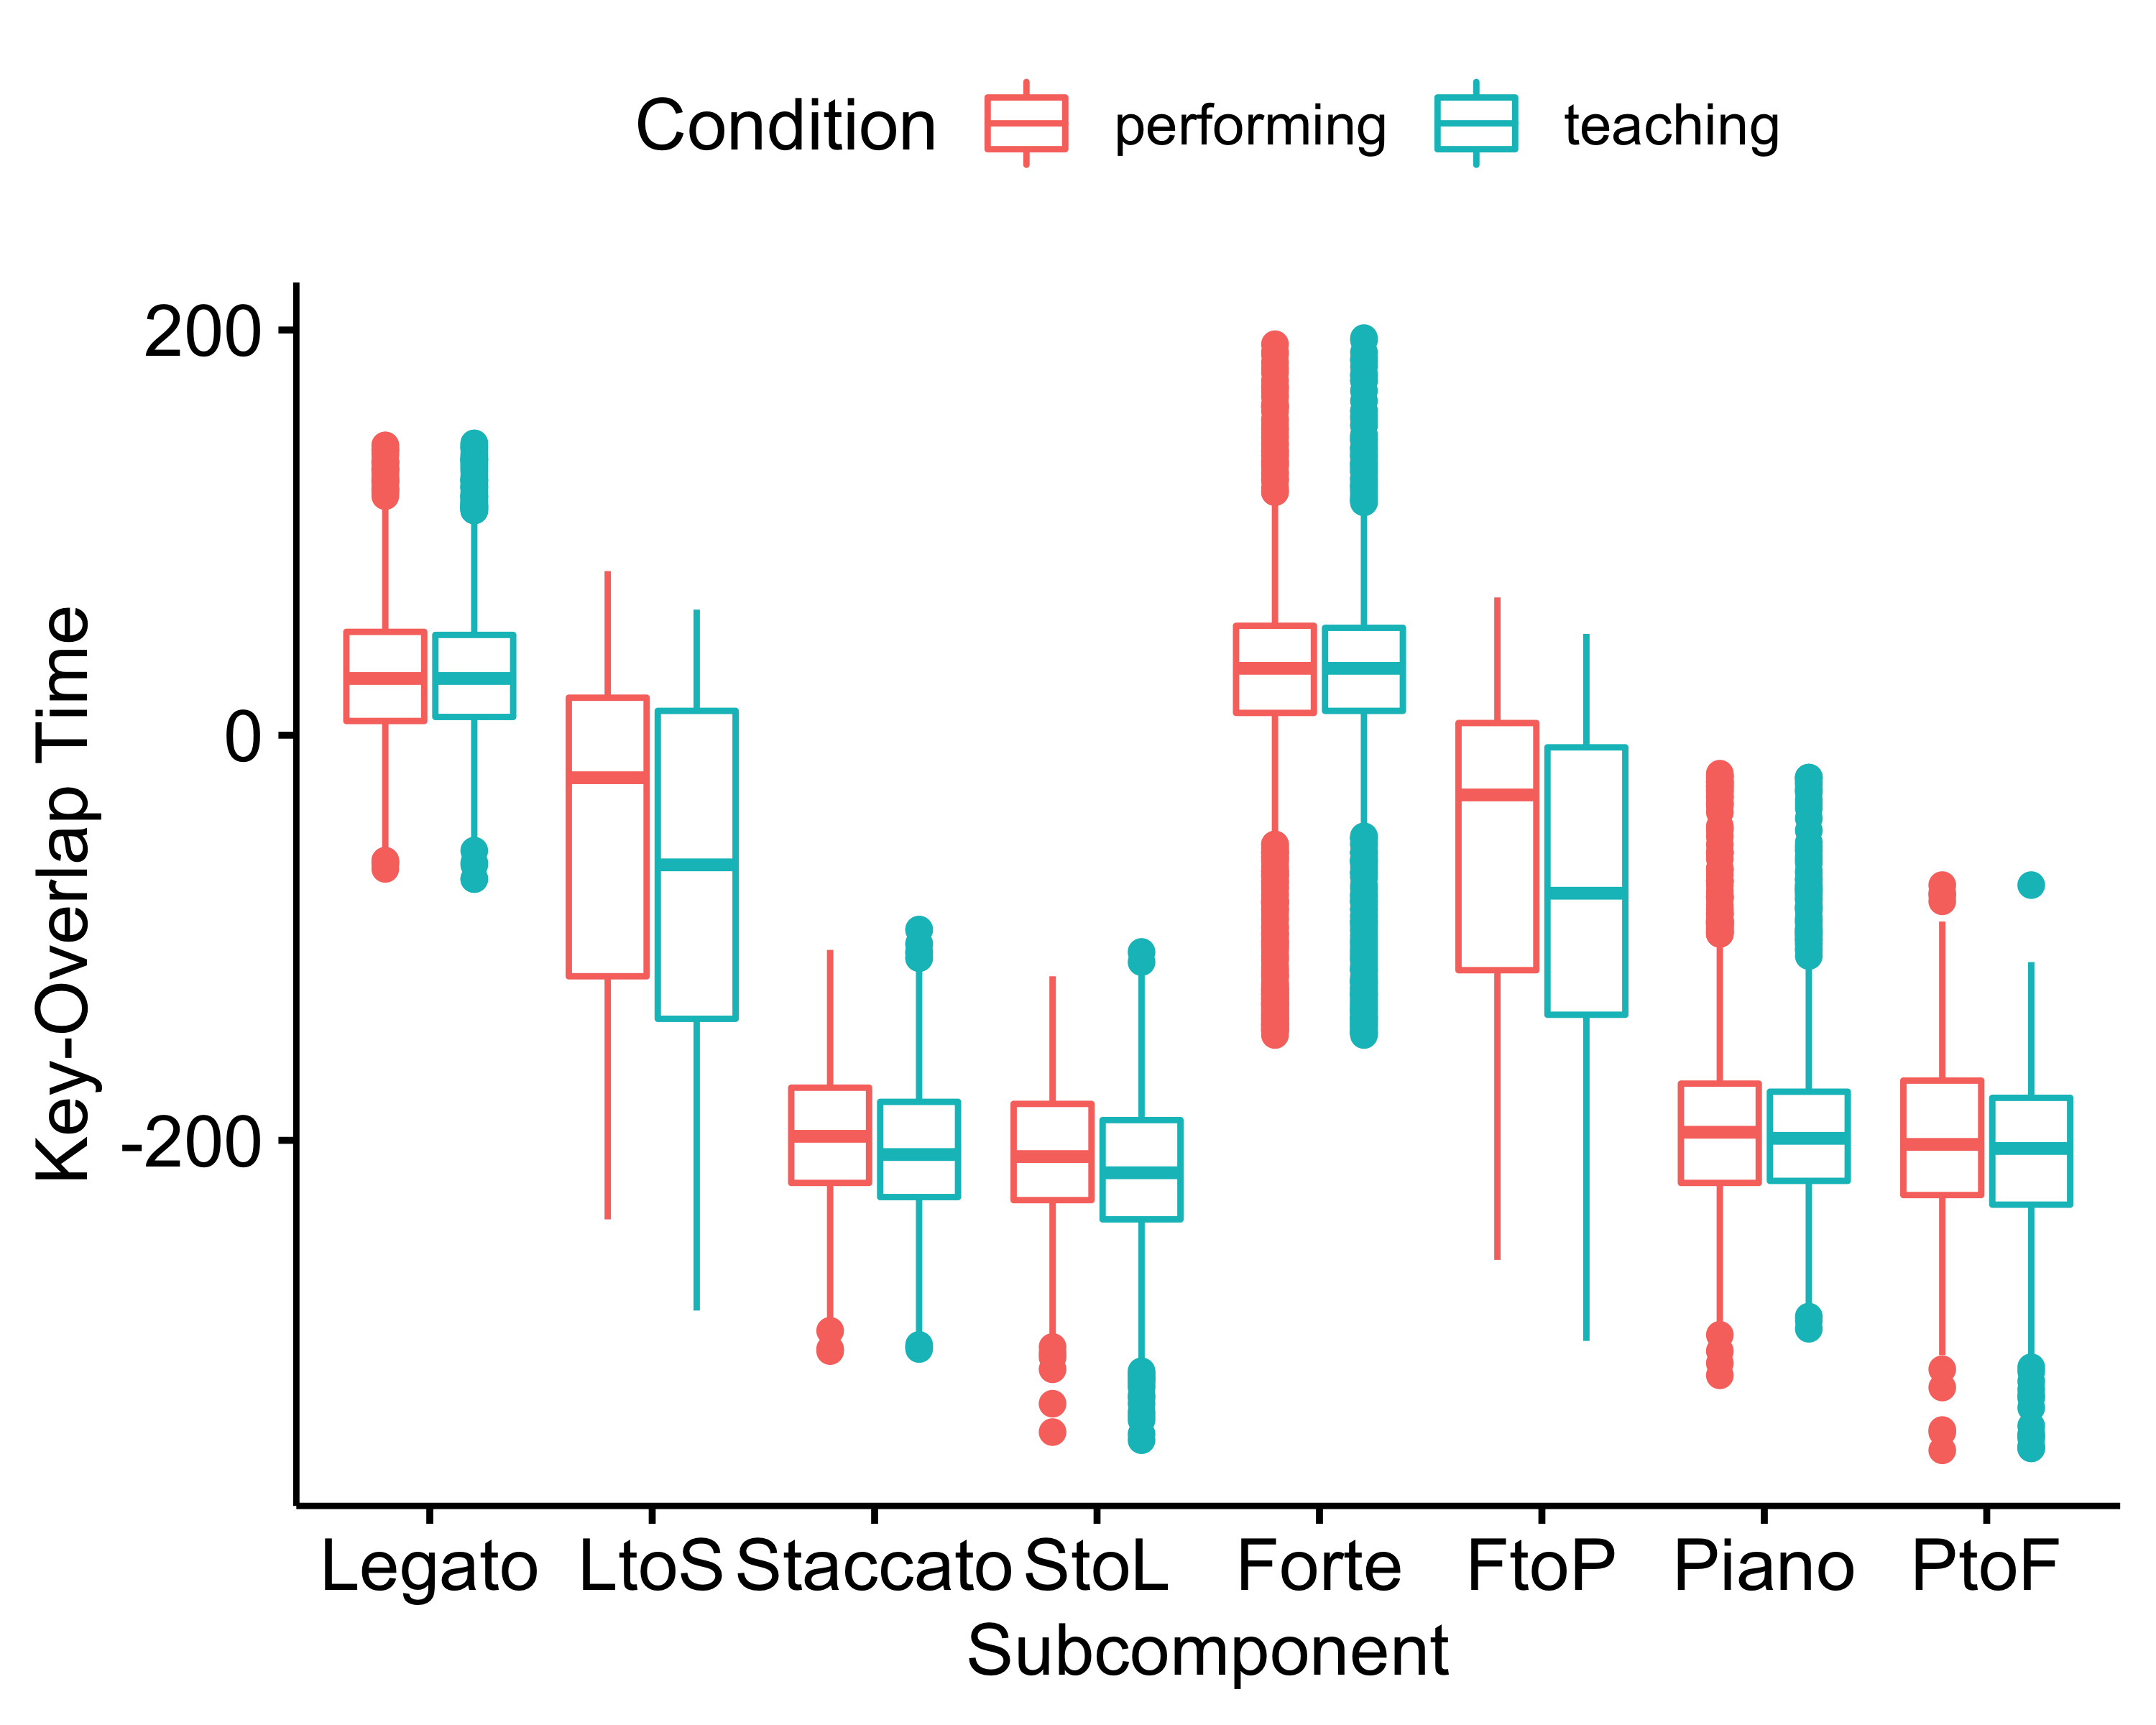 Condition performing teaching
200
0
-200
Key-Overlap Time
Legato LtoS Staccato StoL Forte FtoP Piano PtoF
Subcomponent